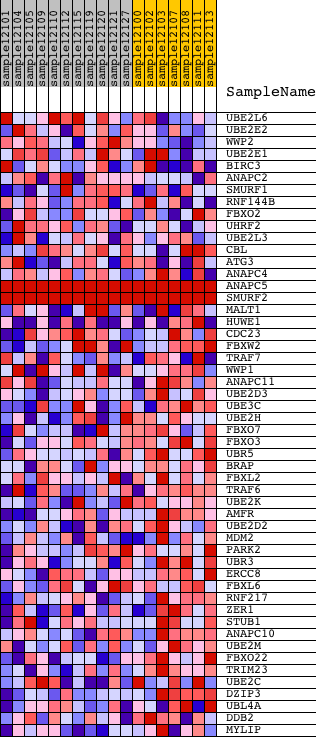 sample12101
sample12104
sample12105
sample12109
sample12110
sample12112
sample12115
sample12119
sample12120
sample12122
sample12127
sample12100
sample12102
sample12103
sample12107
sample12108
sample12111
SampleName
UBE2L6
UBE2E2
WWP2
UBE2E1
BIRC3
ANAPC2
SMURF1
RNF144B
FBXO2
UHRF2
UBE2L3
CBL
ATG3
ANAPC4
ANAPC5
SMURF2
MALT1
HUWE1
CDC23
FBXW2
TRAF7
WWP1
ANAPC11
UBE2D3
UBE3C
UBE2H
FBXO7
FBXO3
UBR5
BRAP
FBXL2
TRAF6
UBE2K
AMFR
UBE2D2
MDM2
PARK2
UBR3
ERCC8
FBXL6
RNF217
ZER1
STUB1
ANAPC10
UBE2M
FBXO22
TRIM23
UBE2C
DZIP3
UBL4A
DDB2
MYLIP